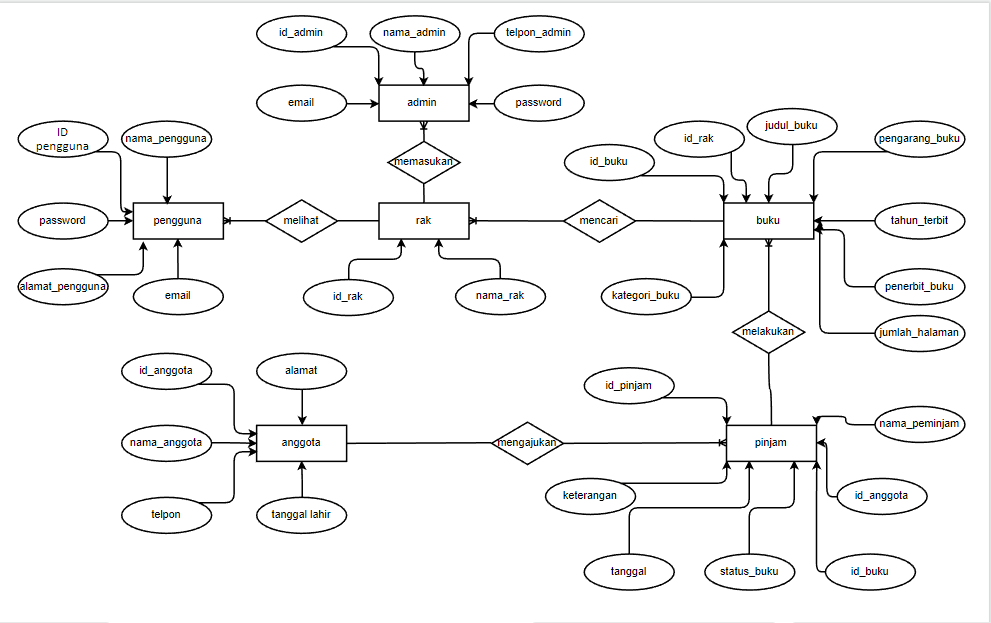 id_admin
nama_admin
telpon_admin
email
admin
password
ID
pengguna
nama_pengguna
memasukan
id_buku
id_rak
judul_buku
pengarang_buku
password
pengguna
melihat
rak
mencari
buku
tahun_terbit
alamat_pengguna
email
id_rak
nama_rak
kategori_buku
penerbit_buku
melakukan
jumlah_halaman
id_anggota
alamat
id_pinjam
nama_peminjam
nama_anggota
anggota
mengajukan
pinjam
keterangan
id_anggota
telpon
tanggal lahir
tanggal
status_buku
id_buku